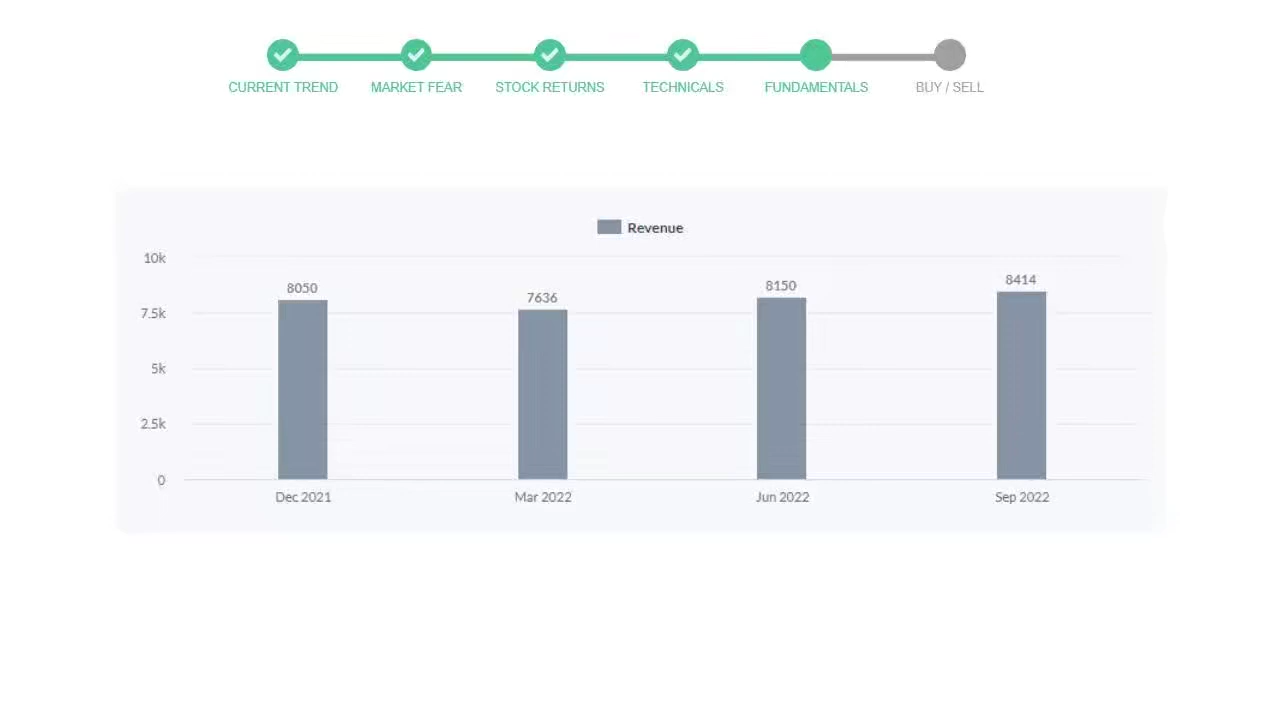 CURRENT TREND MARKET FEAR STOCK RETURNS TECHNICALS FUNDAMENTALS BUY / SELL
Revenue
10k
8050 7636 8150 8414
7.5k
5k
2.5k
0
Dec 2021 Mar 2022 Jun 2022 Sep 2022